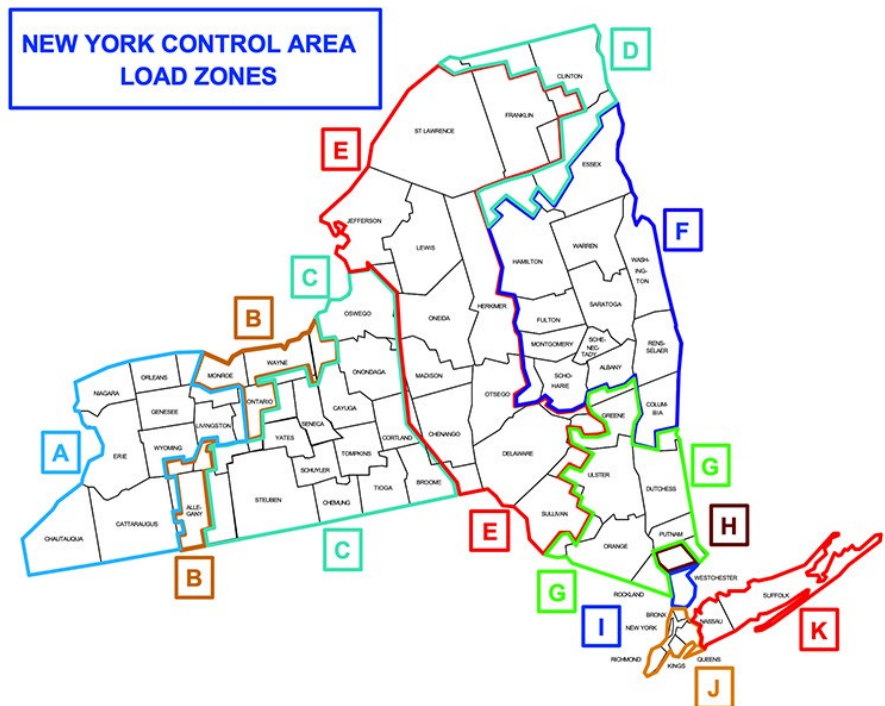 NEW YORK CONTROL AREA
LOAD ZONES
D
CLINTON
FRANKLIN
ST LAWRENCE
E
ESSEX
JEFFERSON
F
LEWIS
HAMILTON
WARREN
WASH-
ING-
TON
C
OSWEGO
ONEIDA
HERKIMER
SARATOGA
B
FULTON
MONTGOMERY
SCHE-
NEC-
TADY
RENS-
SELAER
MONROE
WAYNE
ONONDAGA
MADISON
OTSEGO
SCHO-
HARIE
ALBANY
NIAGARA
ORLEANS
GENESEE
ONTARIO
LIVINGSTON
SENECA
CAYUGA
CORTLAND
CHENANGO
GREENE
COLUM-
BIA
A
ERIE
WYOMING
YATES
TOMPKINS
SCHUYLER
DELAWARE
ULSTER
G
DUTCHESS
CHAUTAUQUA
CATTARAUGUS
ALLE-
GANY
STEUBEN
CHEMUNG
TIOGA
BROOME
SULLIVAN
E
ORANGE
PUTNAM
H
B
C
G
ROCKLAND
WESTCHESTER
I
BRONX
NEW YORK
NASSAU
SUFFOLK
K
RICHMOND
KINGS
QUEENS
J